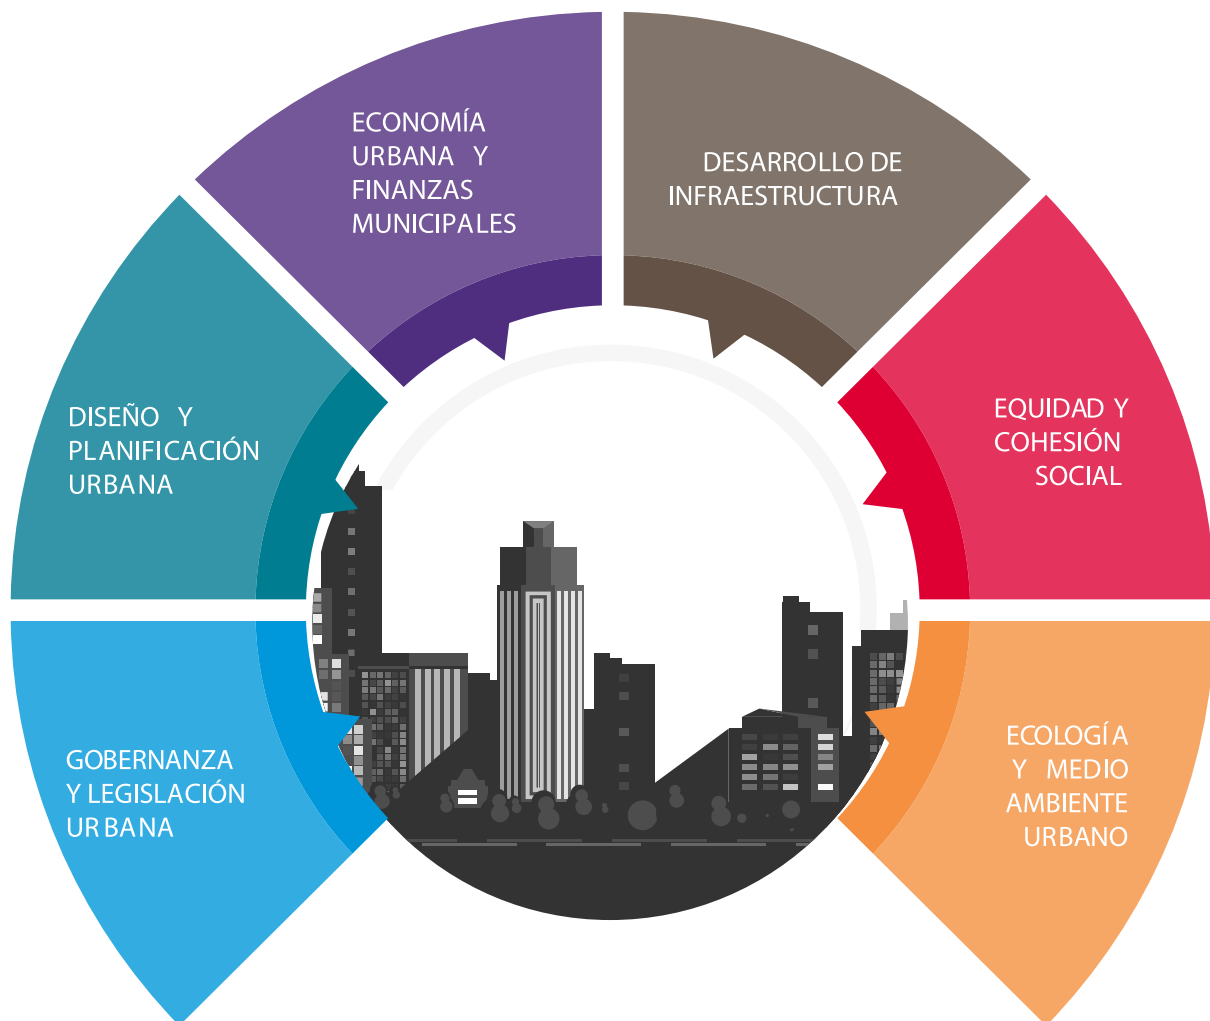 ECONOMÍA
URBANA Y
FINANZAS
MUNICIPALES
DESARROLLO DE
INFRAESTRUCTURA
DISEÑO Y
PLANIFICACIÓN
URBANA
EQUIDAD Y
COHESIÓN
SOCIAL
GOBERNANZA
Y LEGISLACIÓN
URBANA
ECOLOGÍA
Y MEDIO
AMBIENTE
URBANO